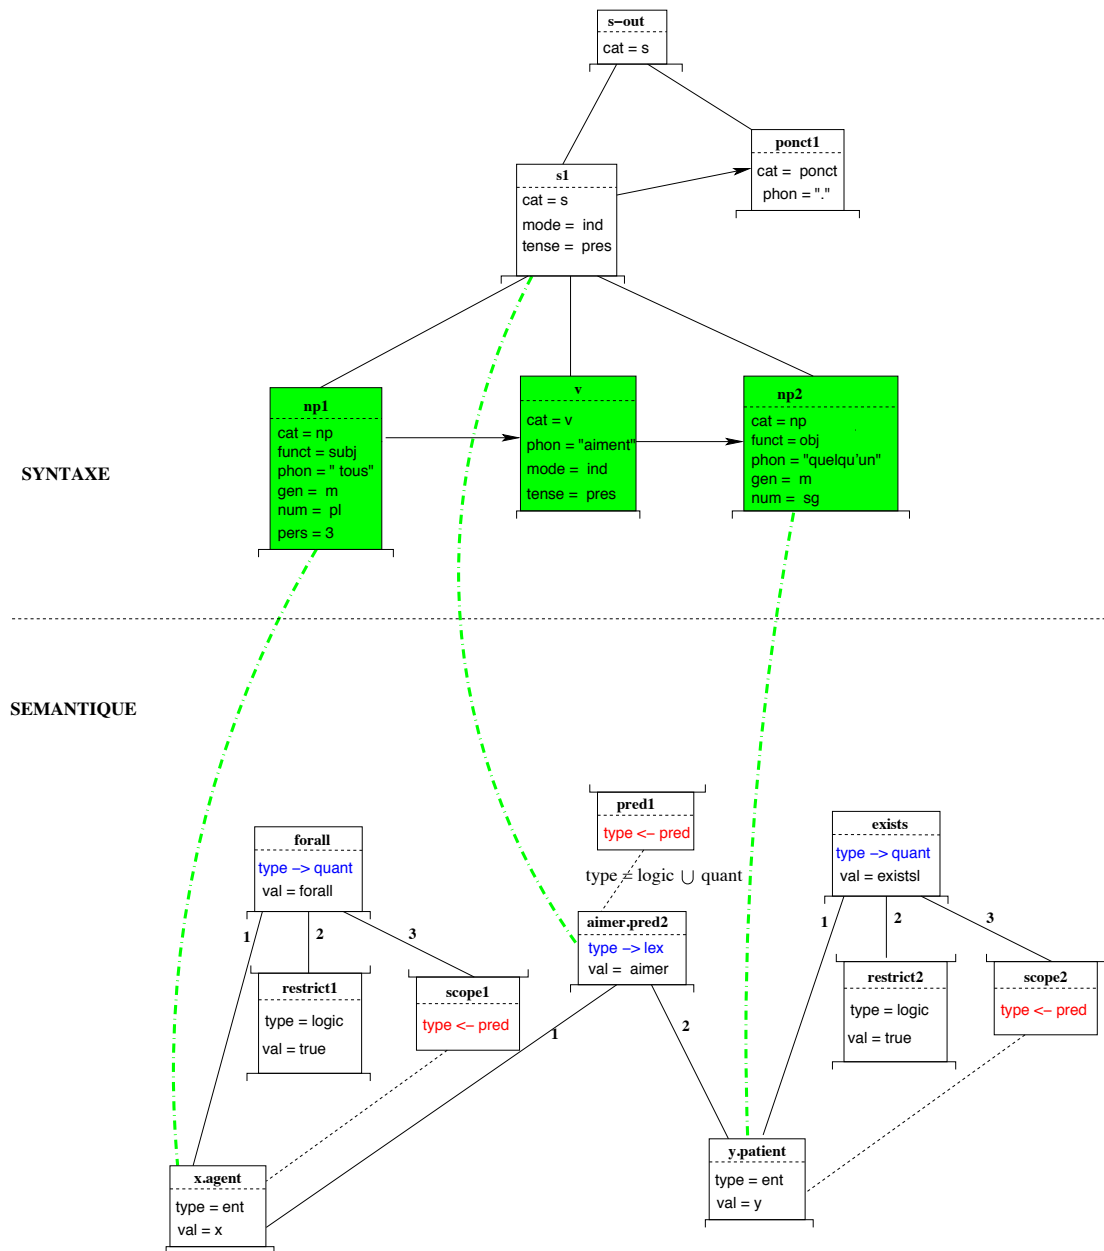 s-out
cat = s
ponct1
cat = ponct
phon = "."
s1
cat = s
mode = ind
tense = pres
np1
cat = np
funct = subj
phon = " tous"
gen = m
num = pl
pers = 3
v
cat = v
phon = "aiment"
mode = ind
tense = pres
np2
cat = np
funct = obj
phon = "quelqu'un"
gen = m
num = sg
SYNTAXE
SEMANTIQUE
forall
type -> quant
val = forall
1
2
3
restrict1
type = logic
val = true
scope1
type <- pred
pred1
type <- pred
type ≠ logic ∪ quant
aimer.pred2
type -> lex
val = aimer
1
2
exists
type -> quant
val = existsl
1
2
3
restrict2
type = logic
val = true
scope2
type <- pred
x.agent
type = ent
val = x
y.patient
type = ent
val = y